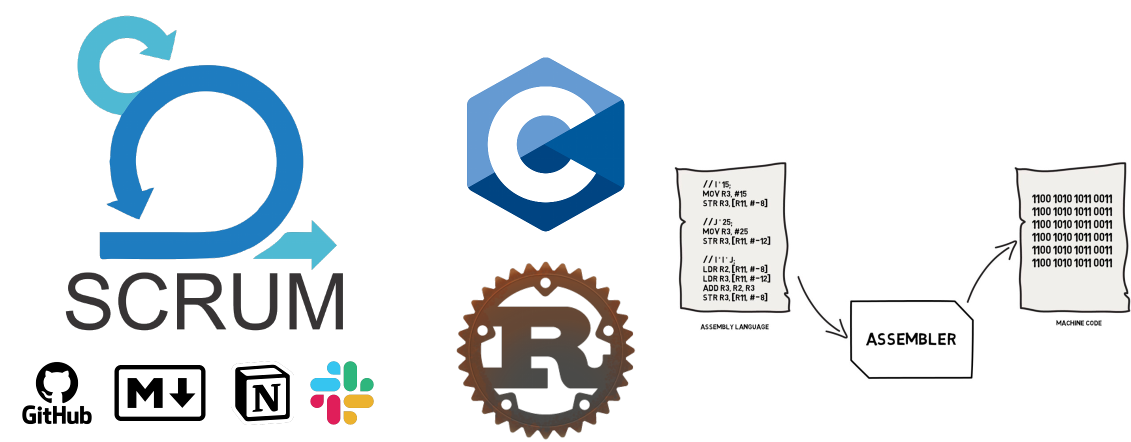 SCRUM
GitHub
M
N
C
R
// I ' 15;
MOV R3, #15
STR R3, [R11, #-8]
// J ' 25;
MOV R3, #25
STR R3, [R11, #-12]
// I ' I ' J;
LDR R2, [R11, #-8]
LDR R3, [R11, #-12]
ADD R3, R2, R3
STR R3, [R11, #-8]
ASSEMBLY LANGUAGE
ASSEMBLER
1100 1010 1011 0011
1100 1010 1011 0011
1100 1010 1011 0011
1100 1010 1011 0011
1100 1010 1011 0011
1100 1010 1011 0011
MACHINE CODE